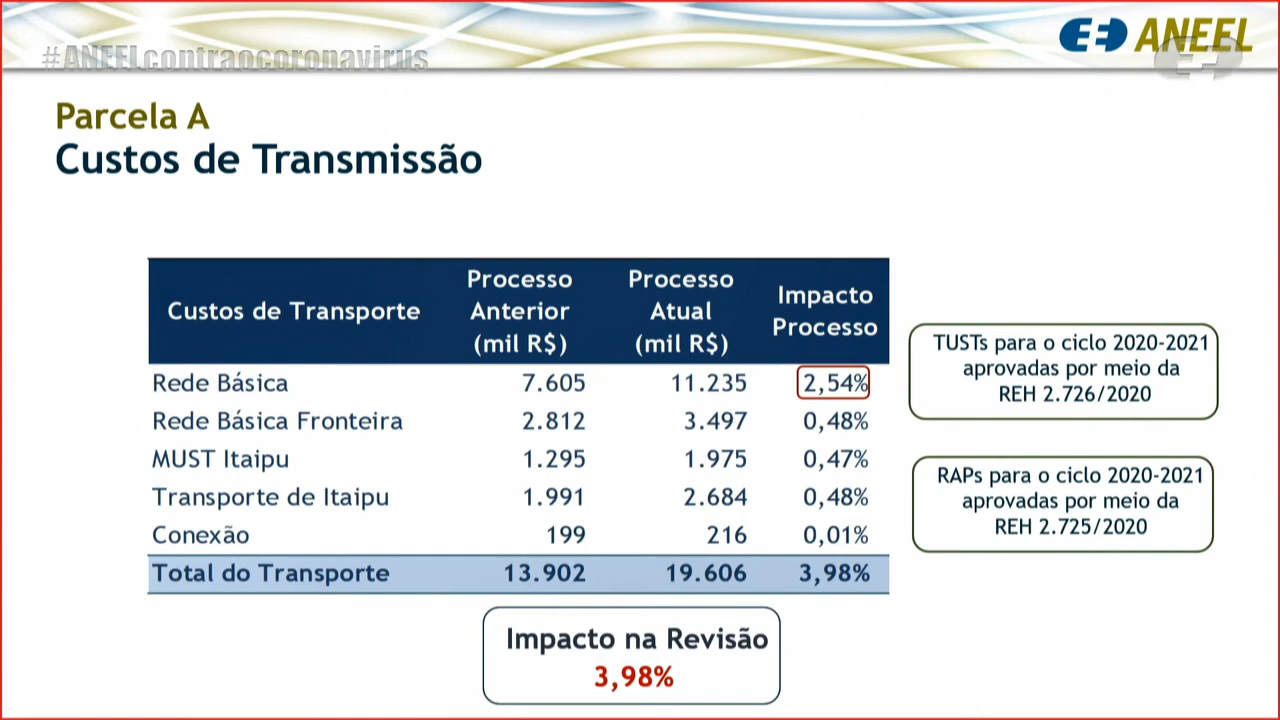 #ANEELcontraocoronavirus
ANEEL
Parcela A
Custos de Transmissão
Custos de Transporte Processo Anterior (mil R$) Processo Atual (mil R$) Impacto Processo
Rede Básica 7.605 11.235 2,54%
Rede Básica Fronteira 2.812 3.497 0,48%
MUST Itaipu 1.295 1.975 0,47%
Transporte de Itaipu 1.991 2.684 0,48%
Conexão 199 216 0,01%
Total do Transporte 13.902 19.606 3,98%
TUSTs para o ciclo 2020-2021
aprovadas por meio da
REH 2.726/2020
RAPs para o ciclo 2020-2021
aprovadas por meio da
REH 2.725/2020
Impacto na Revisão
3,98%